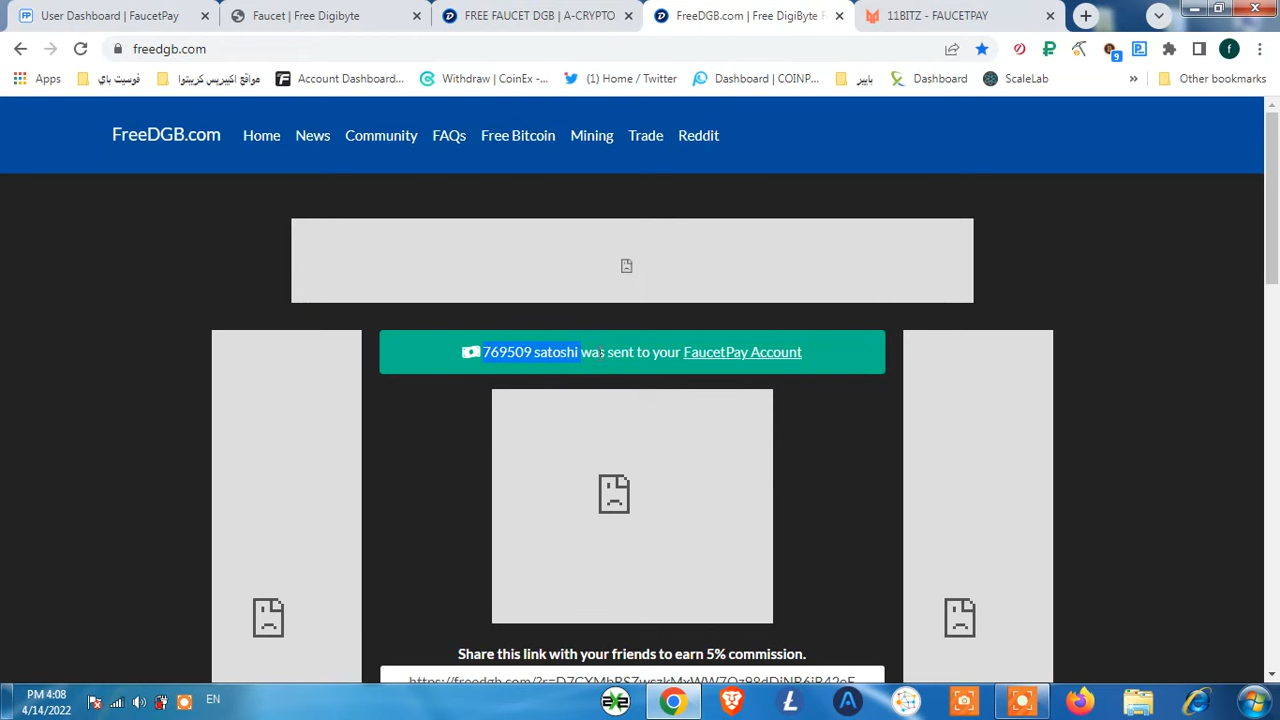 User Dashboard | FaucetPay
Faucet | Free Digibyte
FREE FAUCET DGB | E-CRYPTO
FreeDGB.com | Free DigiByte F
11BITZ - FAUCETPAY
freedgb.com
9
f
Apps
فوسيت باي
مواقع اكسبريس كريبتوا
Account Dashboard...
Withdraw | CoinEx -...
(1) Home / Twitter
Dashboard | COINP...
بايير
Dashboard
ScaleLab
»
Other bookmarks
FreeDGB.com
Home
News
Community
FAQs
Free Bitcoin
Mining
Trade
Reddit
769509 satoshi was sent to your FaucetPay Account
Share this link with your friends to earn 5% commission.
PM 4:08
4/14/2022
EN